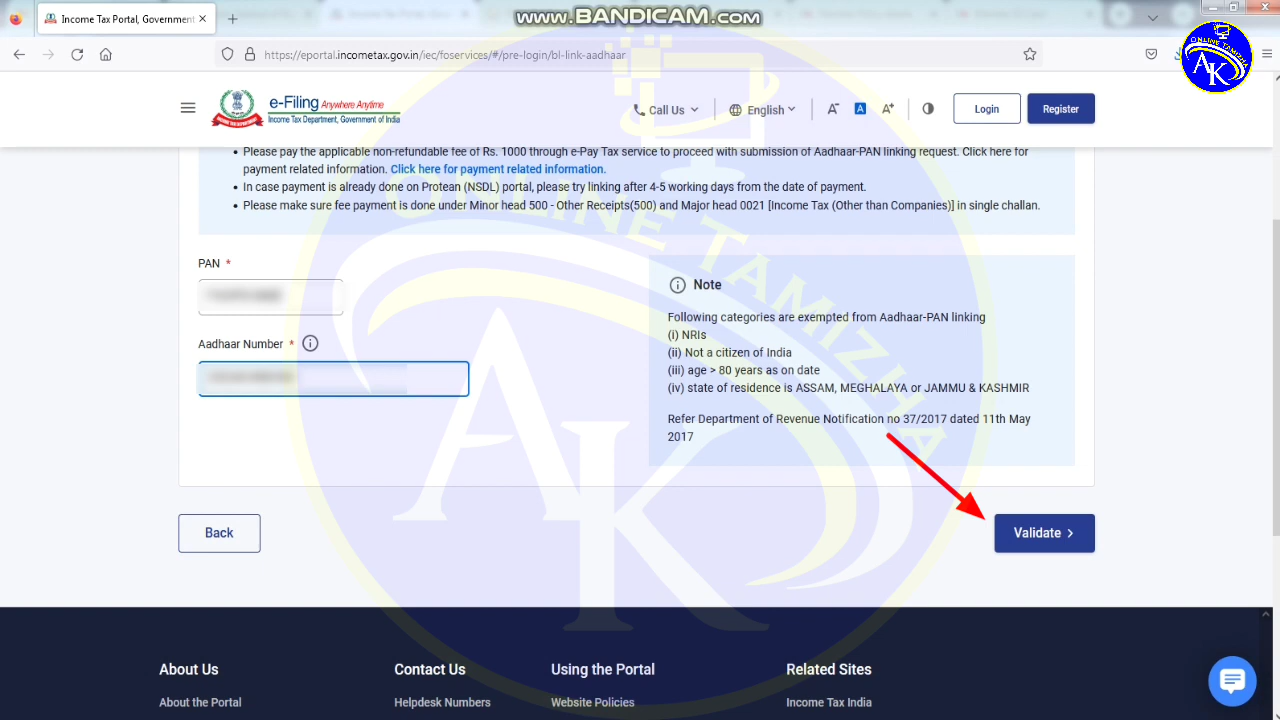 www.BANDICAM.com
Income Tax Portal, Government
https://eportal.incometax.gov.in/iec/foservices/#/pre-login/bl-link-aadhaar
ONLINE TAMIZHA
AK
e-Filing Anywhere Anytime
Income Tax Department, Government of India
Call Us
English
A-
A
A+
Login
Register
• Please pay the applicable non-refundable fee of Rs. 1000 through e-Pay Tax service to proceed with submission of Aadhaar-PAN linking request. Click here for
payment related information. Click here for payment related information.
• In case payment is already done on Protean (NSDL) portal, please try linking after 4-5 working days from the date of payment.
• Please make sure fee payment is done under Minor head 500 - Other Receipts(500) and Major head 0021 [Income Tax (Other than Companies)] in single challan.
PAN *
Aadhaar Number *
Note
Following categories are exempted from Aadhaar-PAN linking
(i) NRIs
(ii) Not a citizen of India
(iii) age > 80 years as on date
(iv) state of residence is ASSAM, MEGHALAYA or JAMMU & KASHMIR
Refer Department of Revenue Notification no 37/2017 dated 11th May
2017
ONLINE TAMIZHA
AK
Back
Validate >
About Us
Contact Us
Using the Portal
Related Sites
About the Portal
Helpdesk Numbers
Website Policies
Income Tax India